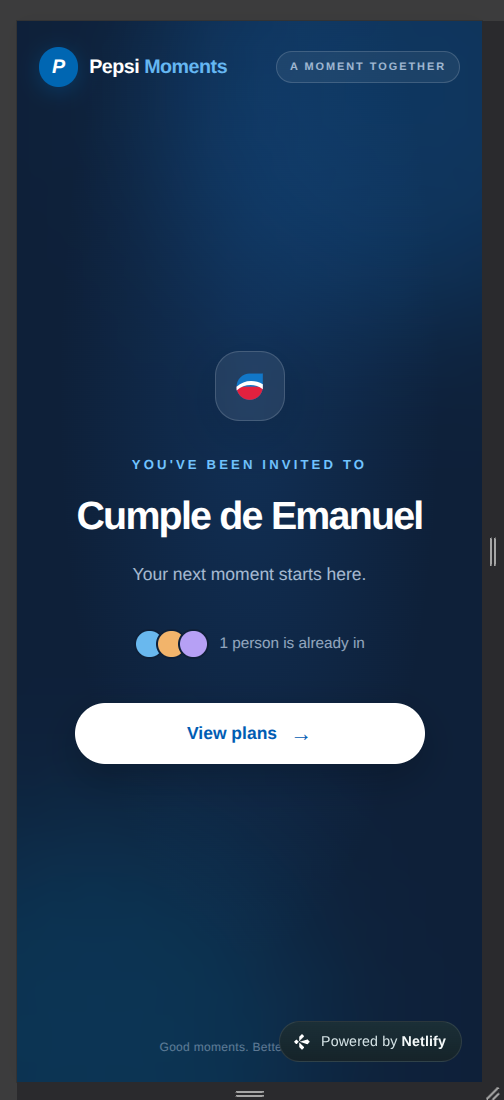 P Pepsi Moments
A MOMENT TOGETHER
YOU'VE BEEN INVITED TO
Cumple de Emanuel
Your next moment starts here.
1 person is already in
View plans →
Good moments. Bette
Powered by Netlify